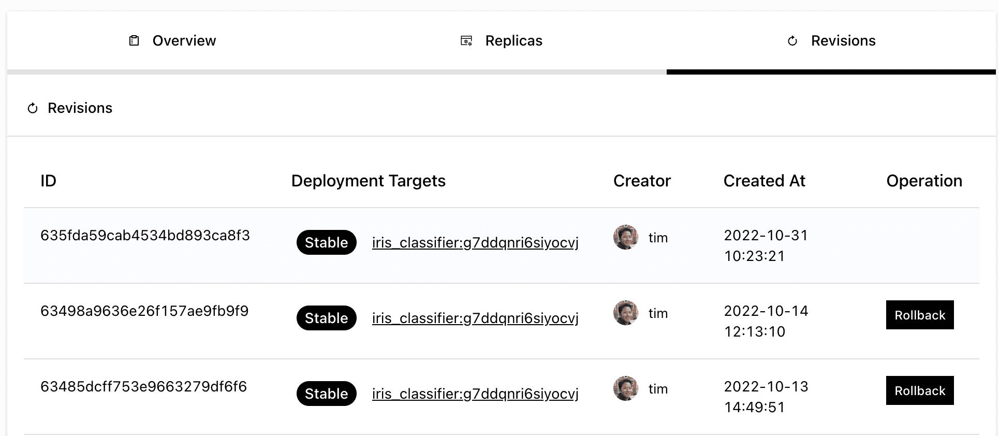 Overview
Replicas
Revisions
Revisions
ID Deployment Targets Creator Created At Operation
635fda59cab4534bd893ca8f3 Stable iris_classifier:g7ddqnri6siyocvj tim 2022-10-31
10:23:21
63498a9636e26f157ae9fb9f9 Stable iris_classifier:g7ddqnri6siyocvj tim 2022-10-14 Rollback
12:13:10
63485dcff753e9663279df6f6 Stable iris_classifier:g7ddqnri6siyocvj tim 2022-10-13 Rollback
14:49:51